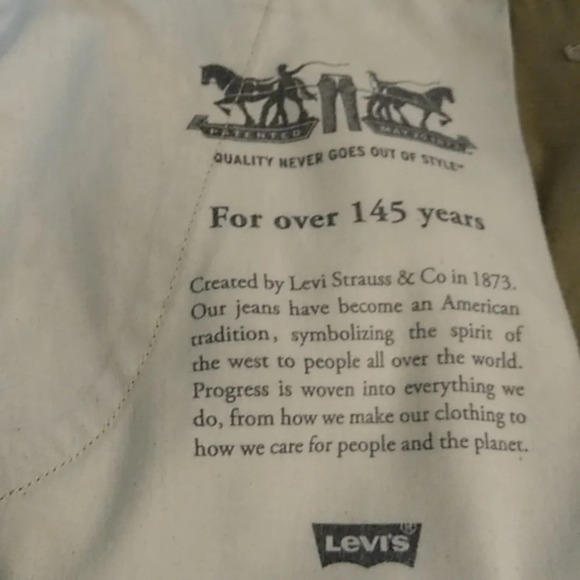 PATENTED MAY 20 1873
QUALITY NEVER GOES OUT OF STYLE™
For over 145 years
Created by Levi Strauss & Co in 1873.
Our jeans have become an American
tradition, symbolizing the spirit of
the west to people all over the world.
Progress is woven into everything we
do, from how we make our clothing to
how we care for people and the planet.
LEVI'S®